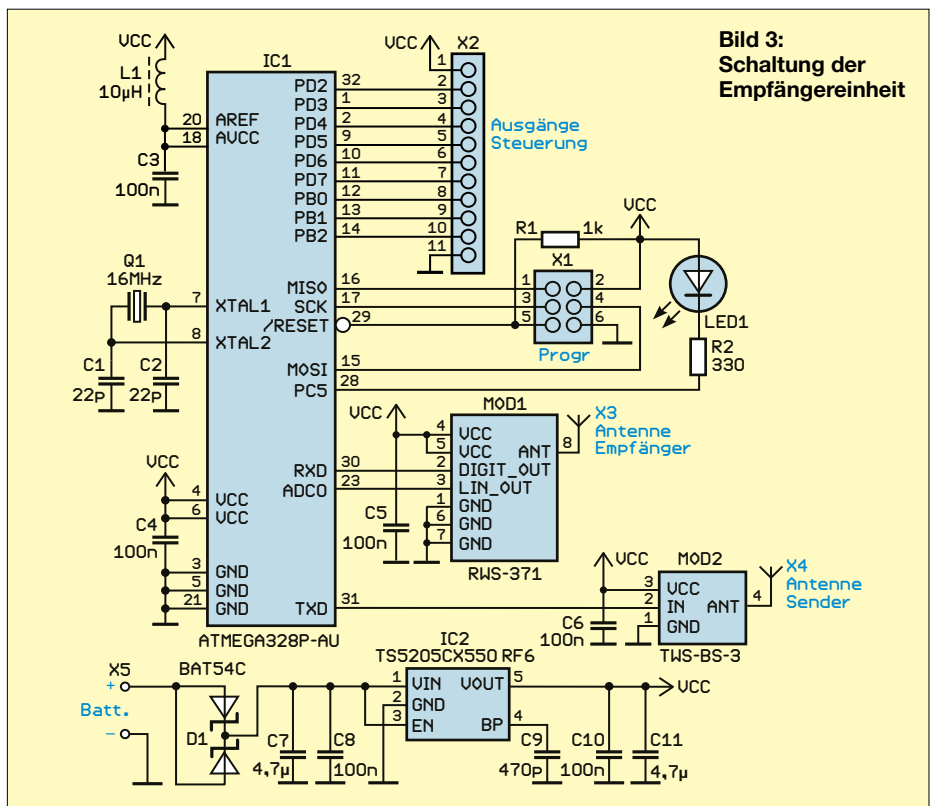 Bild 3:
Schaltung der
Empfängereinheit
VCC
L1
10µH
C3
100n
Q1
16MHz
C1
22p
C2
22p
VCC
C4
100n
IC1
20 AREF
18 AVCC
7 XTAL1
8 XTAL2
4 VCC
6 VCC
3 GND
5 GND
21 GND
PD2 32
PD3 1
PD4 2
PD5 9
PD6 10
PD7 11
PB0 12
PB1 13
PB2 14
MISO 16
SCK 17
/RESET 29
MOSI 15
PC5 28
RXD 30
ADC0 23
TXD 31
ATMEGA328P-AU
VCC
X2
1
2
3
4
5
6
7
8
9
10
11
Ausgänge
Steuerung
R1 1k
VCC
X1
1 2
3 4
5 6
Progr
LED1
R2
330
VCC
C5
100n
MOD1
4 VCC
5 VCC
2 DIGIT_OUT
3 LIN_OUT
1 GND
6 GND
7 GND
ANT 8
RWS-371
X3
Antenne
Empfänger
VCC
C6
100n
MOD2
3 VCC
2 IN
1 GND
ANT 4
TWS-BS-3
X4
Antenne
Sender
X5
+
Batt.
–
BAT54C
D1
C7
4,7µ
C8
100n
IC2
TS5205CX550 RF6
1 VIN
2 GND
3 EN
VOUT 5
BP 4
C9
470p
C10
100n
C11
4,7µ
VCC